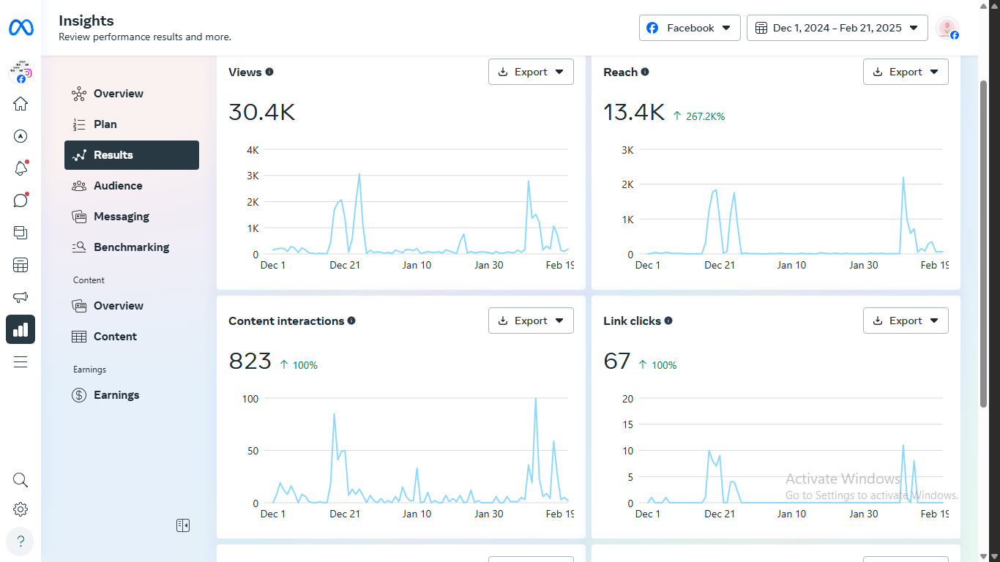 Insights
Review performance results and more.
Facebook
Dec 1, 2024 – Feb 21, 2025
Overview
Plan
Results
Audience
Messaging
Benchmarking
Content
Overview
Content
Earnings
Earnings
Views
Export
30.4K
4K
3K
2K
1K
0
Dec 1 Dec 21 Jan 10 Jan 30 Feb 19
Reach
Export
13.4K ↑ 267.2K%
3K
2K
1K
0
Dec 1 Dec 21 Jan 10 Jan 30 Feb 19
Content interactions
Export
823 ↑ 100%
100
50
0
Dec 1 Dec 21 Jan 10 Jan 30 Feb 19
Link clicks
Export
67 ↑ 100%
20
15
10
5
0
Dec 1 Dec 21 Jan 10 Jan 30 Feb 19
Activate Windows
Go to Settings to activate Windows.